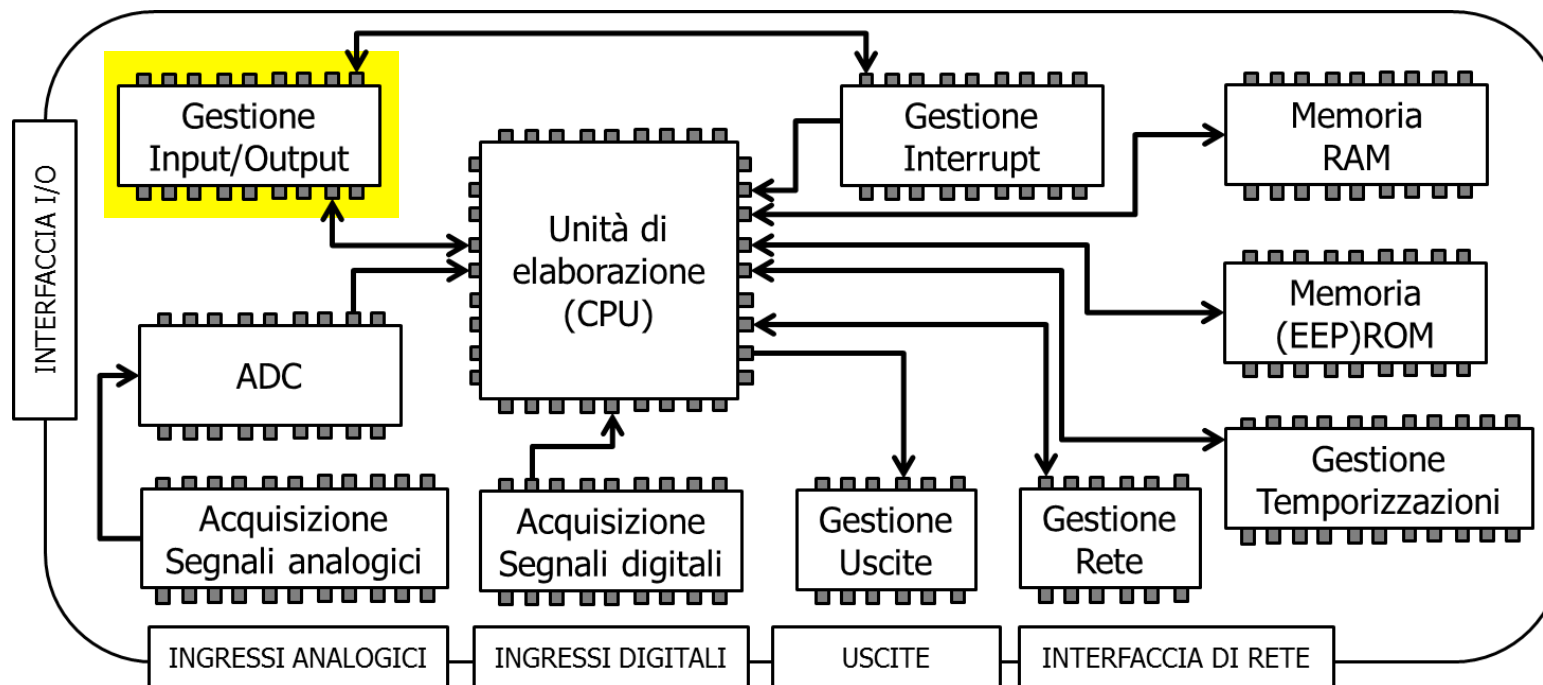 Gestione
Input/Output
Gestione
Interrupt
Memoria
RAM
INTERFACCIA I/O
Unità di
elaborazione
(CPU)
Memoria
(EEP)ROM
ADC
Gestione
Temporizzazioni
Acquisizione
Segnali analogici
Acquisizione
Segnali digitali
Gestione
Uscite
Gestione
Rete
INGRESSI ANALOGICI
INGRESSI DIGITALI
USCITE
INTERFACCIA DI RETE